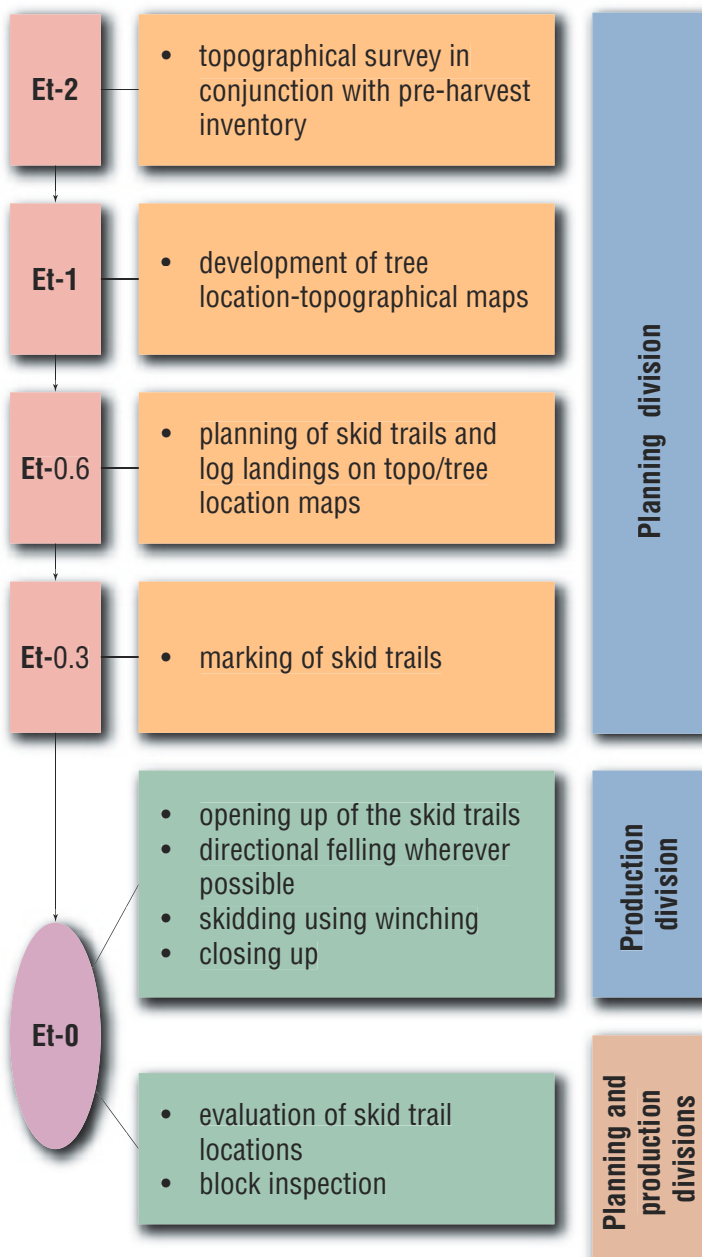 Et-2
• topographical survey in
conjunction with pre-harvest
inventory
Et-1
• development of tree
location-topographical maps
Et-0.6
• planning of skid trails and
log landings on topo/tree
location maps
Et-0.3
• marking of skid trails
Planning division
Et-0
• opening up of the skid trails
• directional felling wherever
possible
• skidding using winching
• closing up
Production
division
• evaluation of skid trail
locations
• block inspection
Planning and
production
divisions